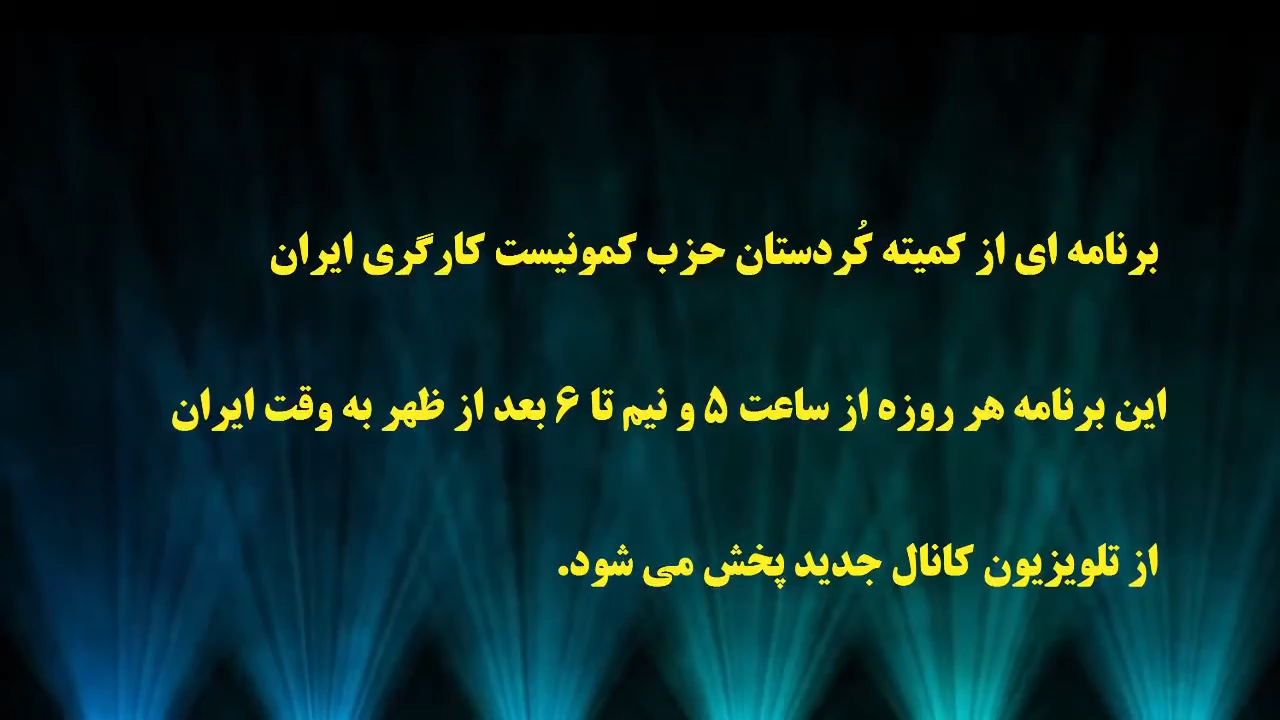 برنامه ای از کمیته کُردستان حزب کمونیست کارگری ایران
این برنامه هر روزه از ساعت ۵ و نیم تا ۶ بعد از ظهر به وقت ایران
از تلویزیون کانال جدید پخش می شود.